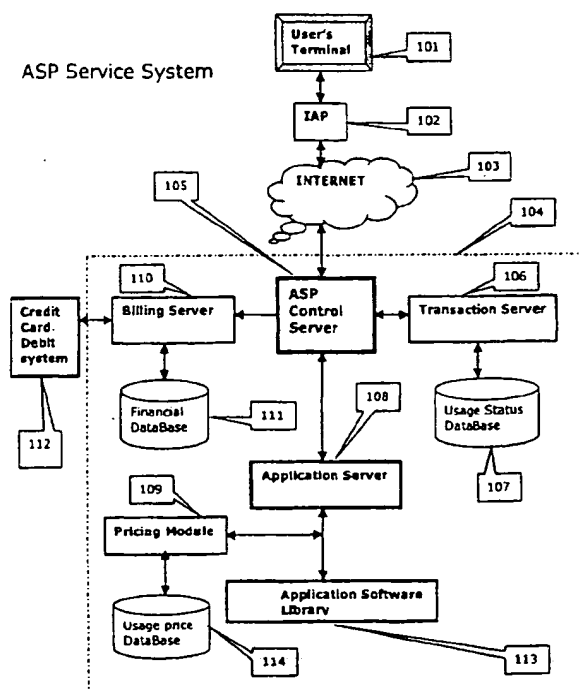 User's
Terminal
101
ASP Service System
IAP
102
INTERNET
103
105
104
110
106
Credit
Card.
Debit
system
Billing Server
ASP
Control
Server
Transaction Server
Financial
DataBase
111
108
Usage Status
DataBase
112
107
109
Application Server
Pricing Module
Application Software
Library
Usage price
DataBase
114
113